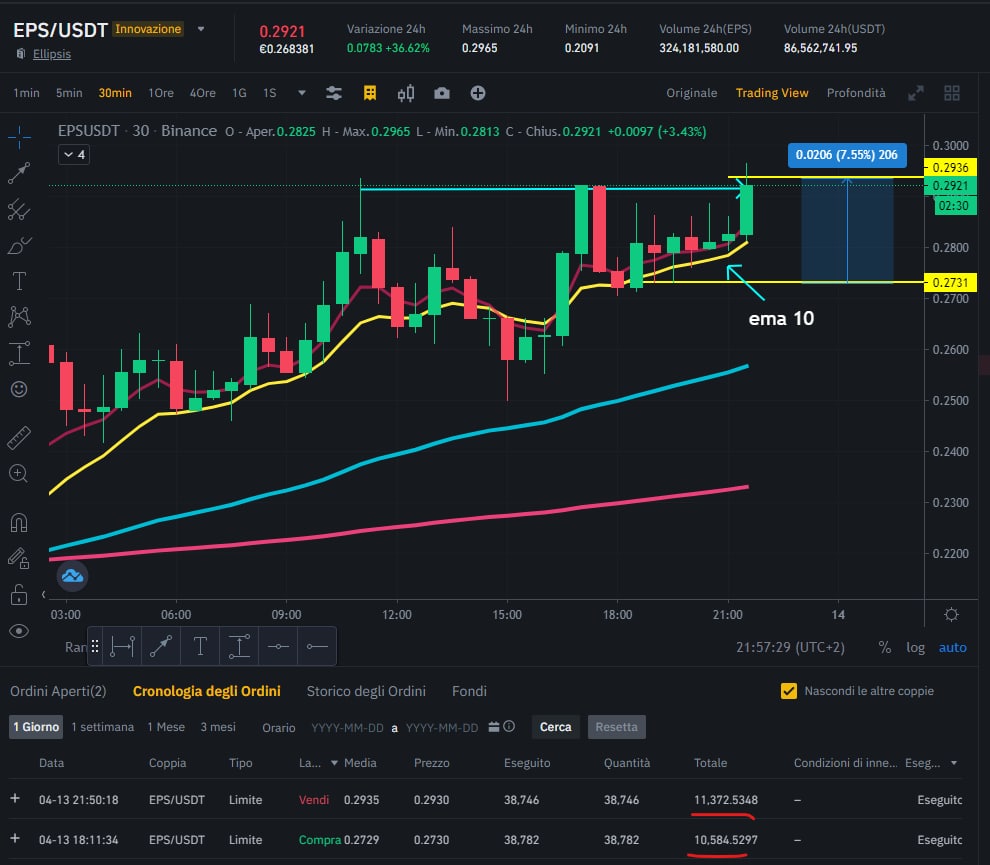 EPS/USDT Innovazione
Ellipsis
0.2921
€0.268381
Variazione 24h
0.0783 +36.62%
Massimo 24h
0.2965
Minimo 24h
0.2091
Volume 24h(EPS)
324,181,580.00
Volume 24h(USDT)
86,562,741.95
1min 5min 30min 1Ore 4Ore 1G 1S Originale Trading View Profondità
EPSUSDT · 30 · Binance O - Aper.0.2825 H - Max.0.2965 L - Min.0.2813 C - Chius.0.2921 +0.0097 (+3.43%)
4
0.0206 (7.55%) 206
0.3000
0.2936
0.2921
02:30
0.2800
0.2731
0.2700
ema 10
0.2600
0.2500
0.2400
0.2300
0.2200
03:00 06:00 09:00 12:00 15:00 18:00 21:00 14
21:57:29 (UTC+2) % log auto
Ordini Aperti(2) Cronologia degli Ordini Storico degli Ordini Fondi Nascondi le altre coppie
1 Giorno 1 settimana 1 Mese 3 mesi Orario YYYY-MM-DD a YYYY-MM-DD Cerca Resetta
Data Coppia Tipo La... Media Prezzo Eseguito Quantità Totale Condizioni di inne... Eseg...
04-13 21:50:18 EPS/USDT Limite Vendi 0.2935 0.2930 38,746 38,746 11,372.5348 – Eseguito
04-13 18:11:34 EPS/USDT Limite Compra 0.2729 0.2730 38,782 38,782 10,584.5297 – Eseguito